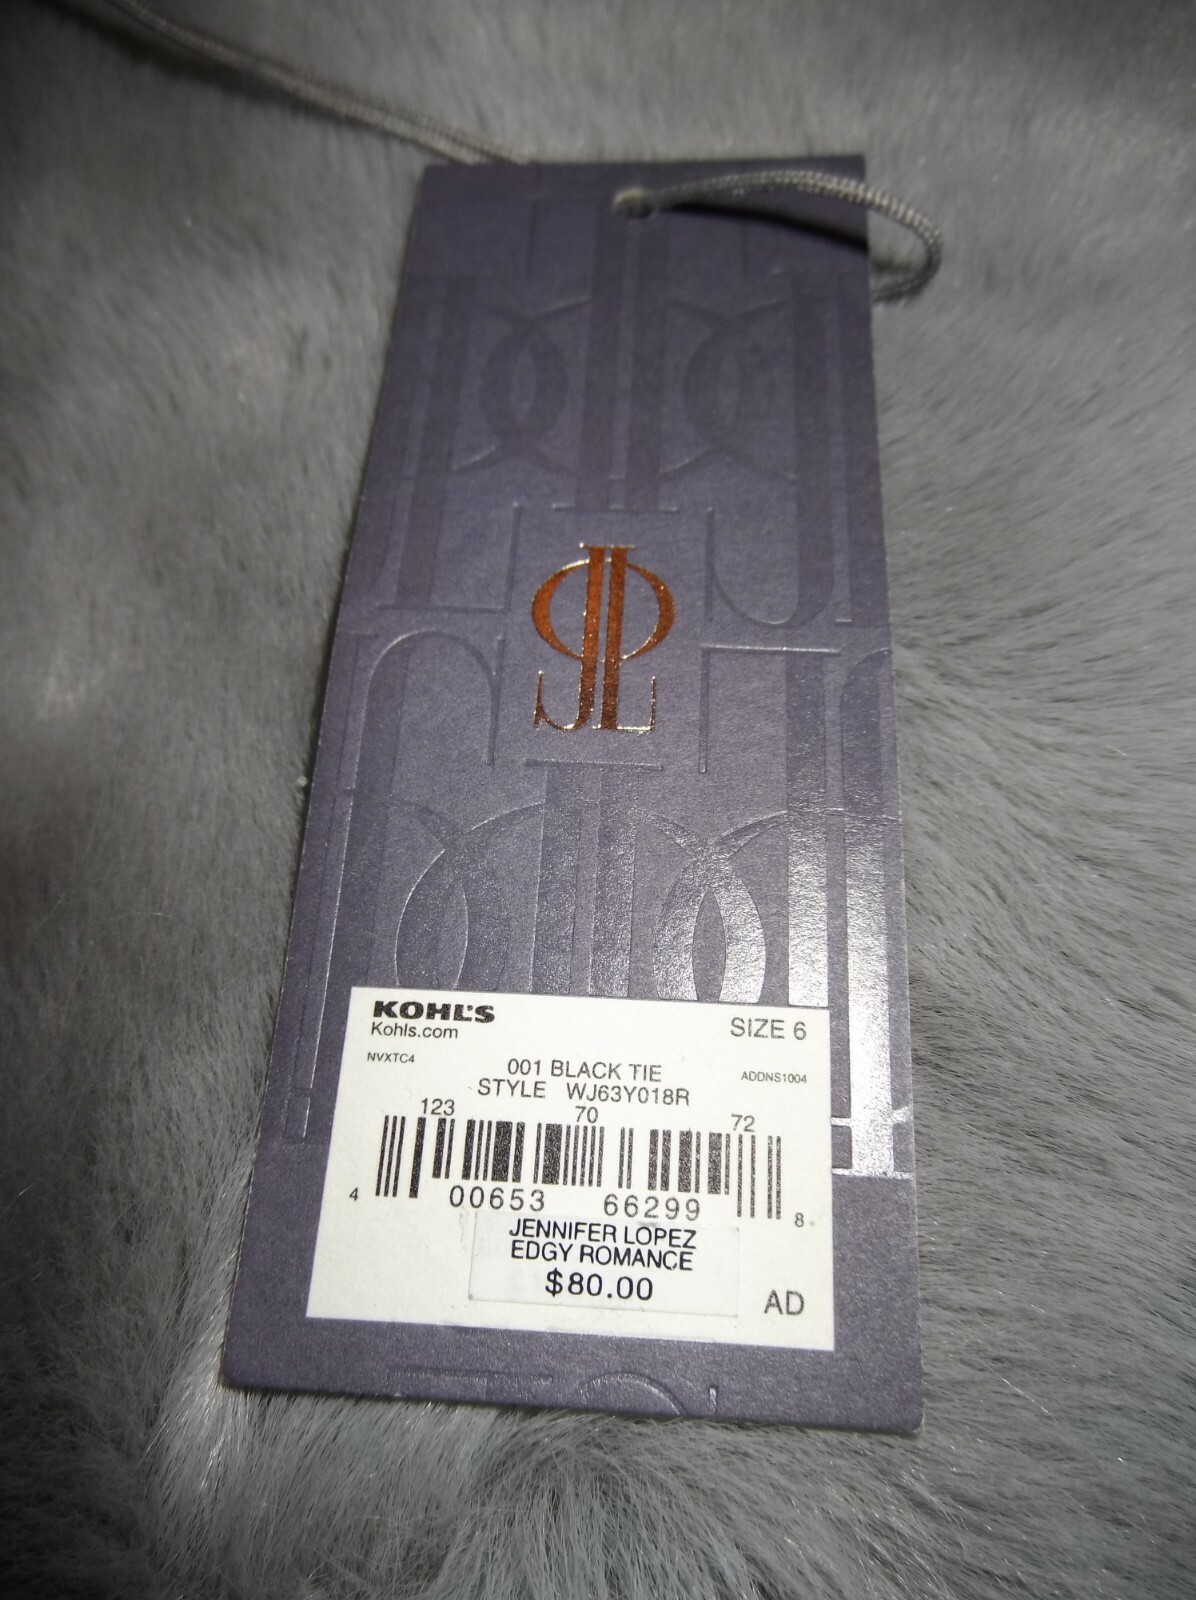 JL
KOHL'S
Kohls.com
SIZE 6
NVXTC4
001 BLACK TIE
ADDNS1004
STYLE WJ63Y018R
123 70 72
4 00653 66299 8
JENNIFER LOPEZ
EDGY ROMANCE
$80.00
AD